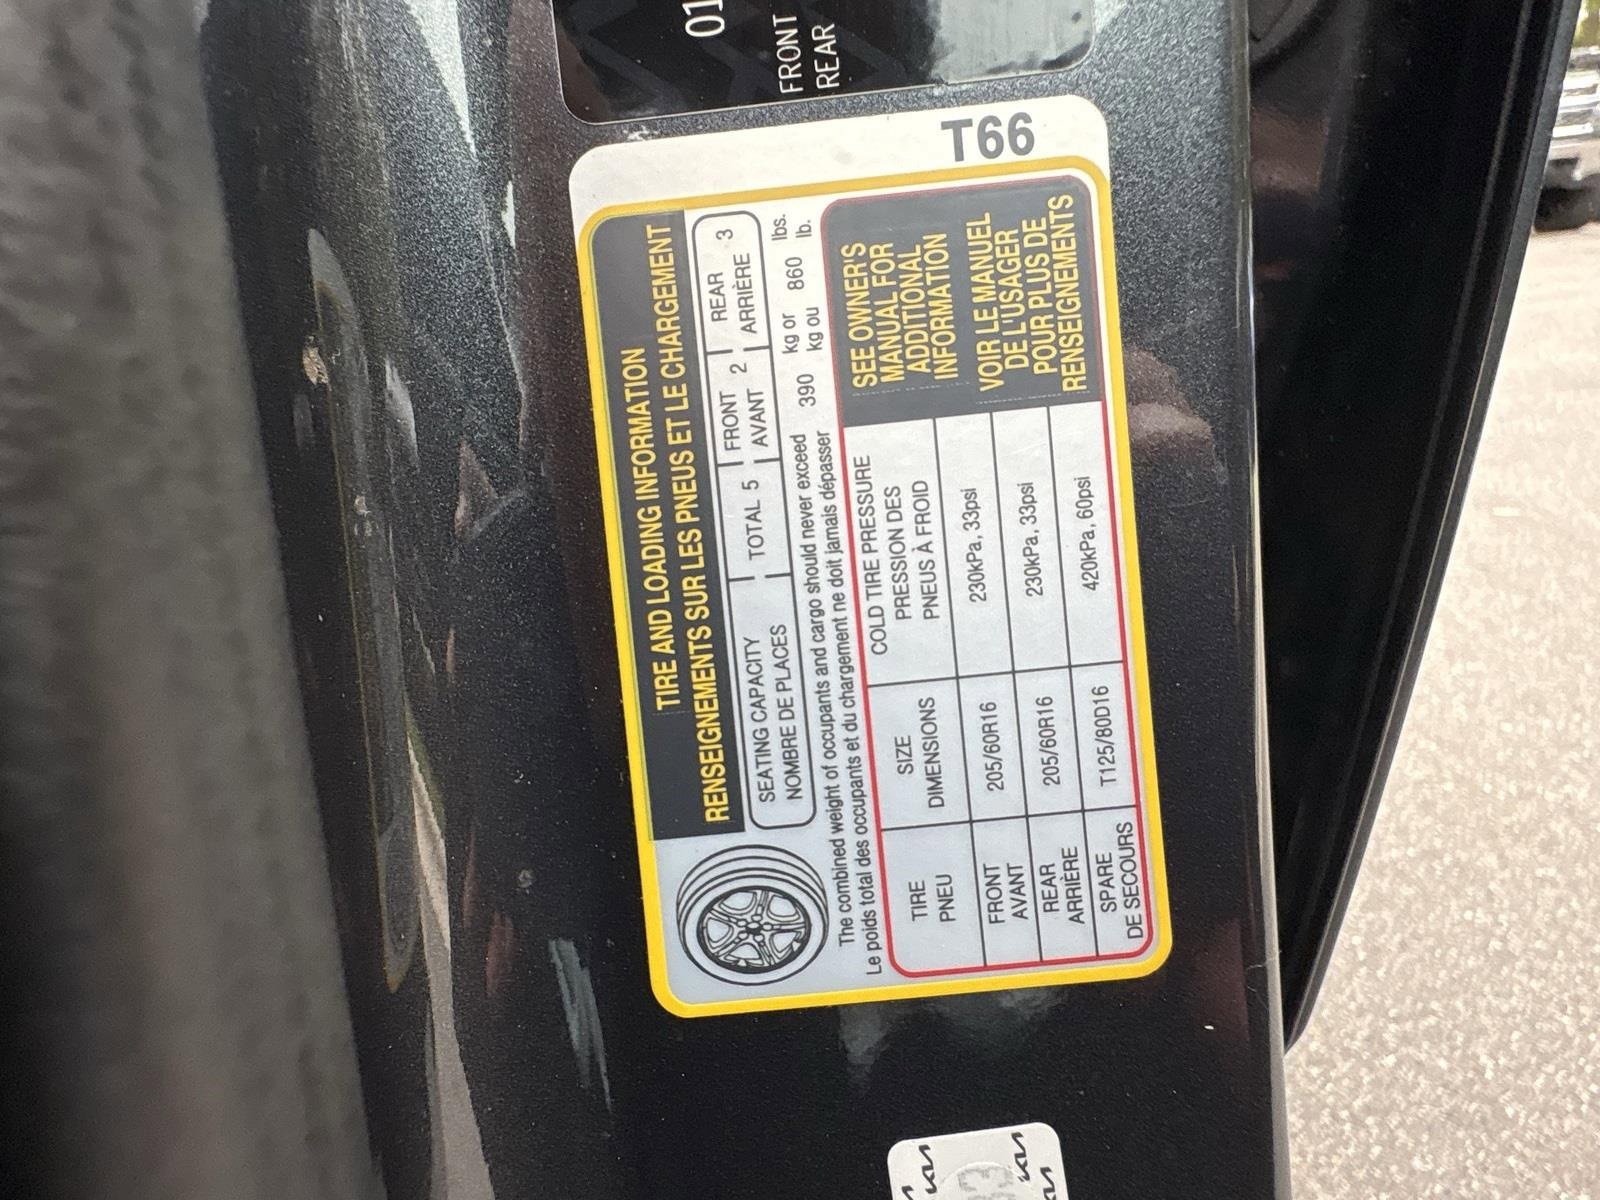 01
FRONT
REAR
T66
TIRE AND LOADING INFORMATION
RENSEIGNEMENTS SUR LES PNEUS ET LE CHARGEMENT
SEATING CAPACITY
NOMBRE DE PLACES
TOTAL 5
FRONT
AVANT 2
REAR
ARRIÈRE 3
The combined weight of occupants and cargo should never exceed 390 kg or 860 lbs.
Le poids total des occupants et du chargement ne doit jamais dépasser kg ou lb.
TIRE
PNEU
SIZE
DIMENSIONS
COLD TIRE PRESSURE
PRESSION DES
PNEUS À FROID
FRONT
AVANT
205/60R16
230kPa, 33psi
REAR
ARRIÈRE
205/60R16
230kPa, 33psi
SPARE
DE SECOURS
T125/80D16
420kPa, 60psi
SEE OWNER'S
MANUAL FOR
ADDITIONAL
INFORMATION
VOIR LE MANUEL
DE L'USAGER
POUR PLUS DE
RENSEIGNEMENTS